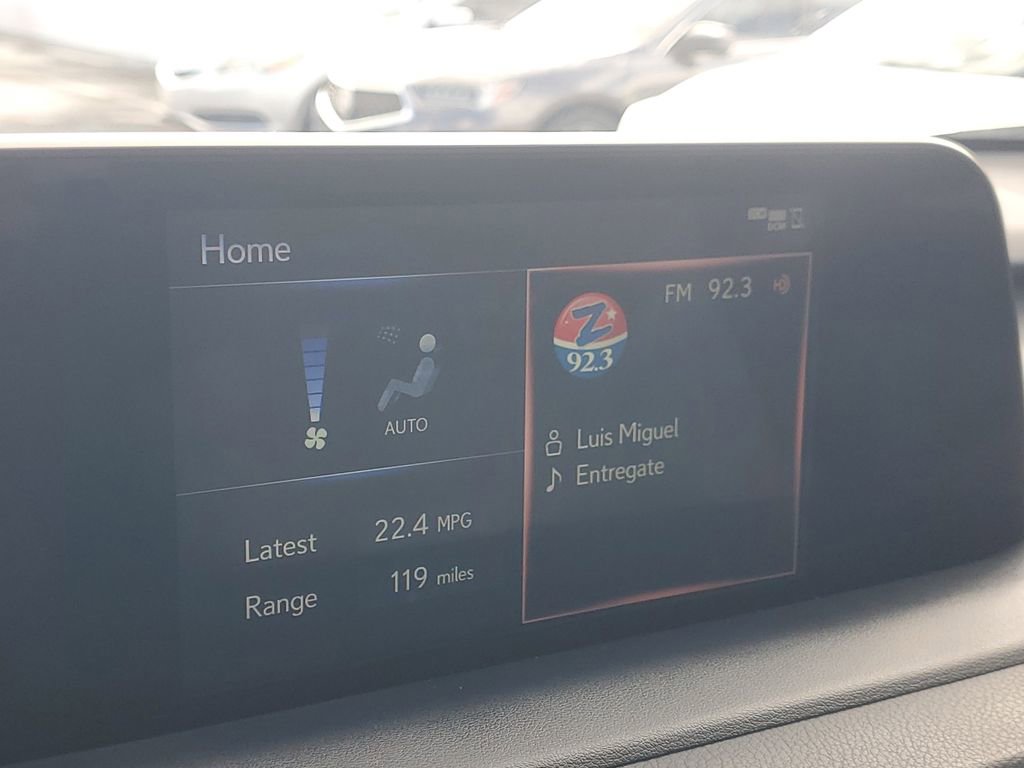 Home
FM 92.3
Z
92.3
AUTO
Luis Miguel
Entregate
Latest 22.4 MPG
Range 119 miles